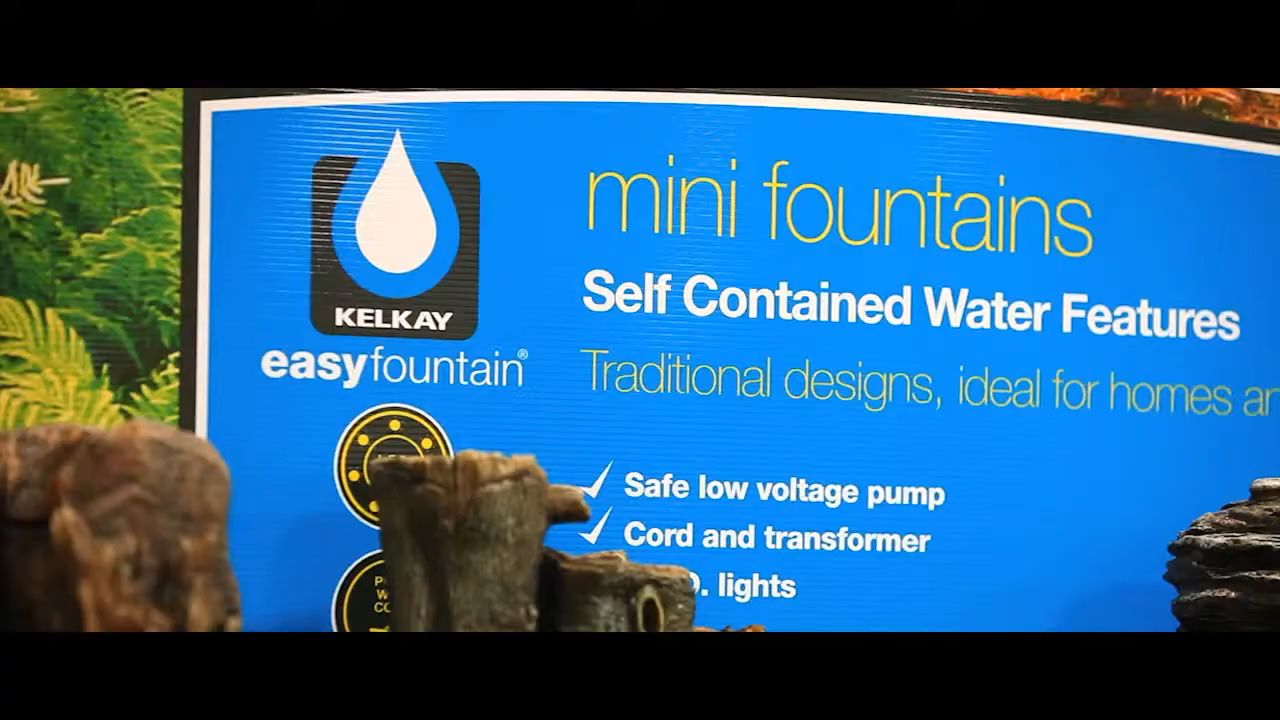 mini fountains
KELKAY
Self Contained Water Features
easyfountain®
Traditional designs, ideal for homes
Safe low voltage pump
Cord and transformer
lights